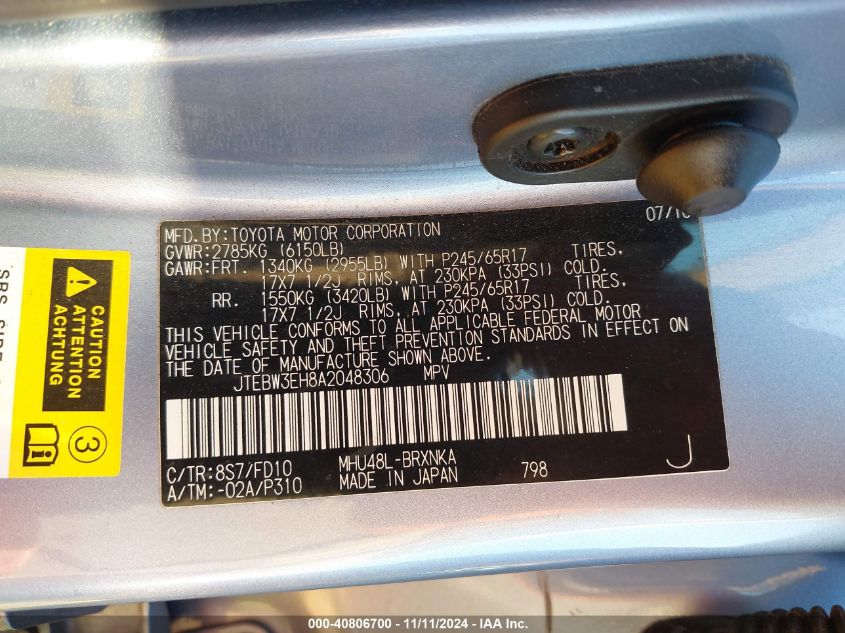 07/10
MFD.BY:TOYOTA MOTOR CORPORATION
GVWR:2785KG (6150LB)
GAWR:FRT. 1340KG (2955LB) WITH P245/65R17 TIRES,
17X7 1/2J RIMS, AT 230KPA (33PSI) COLD.
RR. 1550KG (3420LB) WITH P245/65R17 TIRES,
17X7 1/2J RIMS, AT 230KPA (33PSI) COLD.
THIS VEHICLE CONFORMS TO ALL APPLICABLE FEDERAL MOTOR
VEHICLE SAFETY AND THEFT PREVENTION STANDARDS IN EFFECT ON
THE DATE OF MANUFACTURE SHOWN ABOVE.
JTEBW3EH8A2048306 MPV
C/TR:8S7/FD10 MHU48L-BRXNKA
A/TM:-02A/P310 MADE IN JAPAN 798 J
CAUTION
ATTENTION
3
SRS SIDE
000-40806700 - 11/11/2024 - IAA Inc.